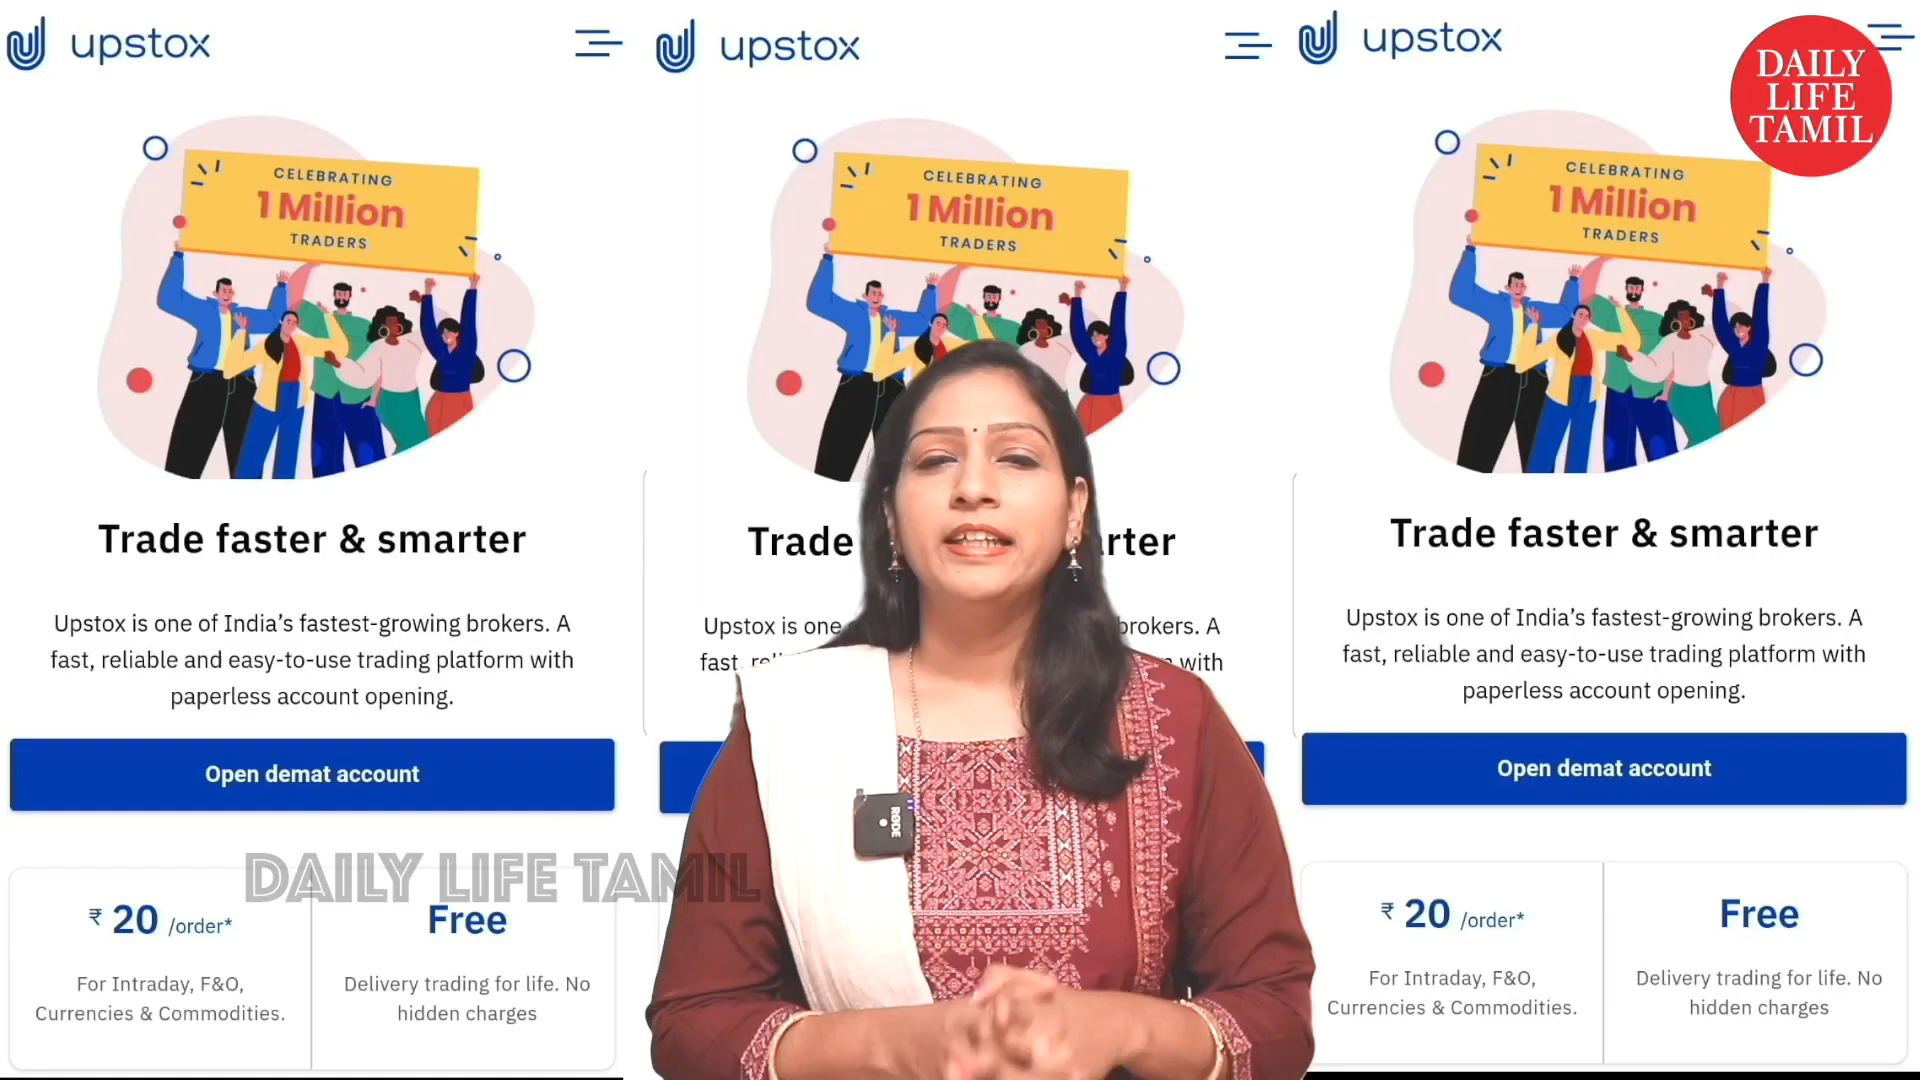 upstox
CELEBRATING
1 Million
TRADERS
Trade faster & smarter
Upstox is one of India’s fastest-growing brokers. A
fast, reliable and easy-to-use trading platform with
paperless account opening.
Open demat account
₹ 20 /order*
For Intraday, F&O,
Currencies & Commodities.
Free
Delivery trading for life. No
hidden charges
DAILY LIFE TAMIL
upstox
CELEBRATING
1 Million
TRADERS
Trade
rter
Upstox is one
brokers. A
fast,
with
RØDE
upstox
DAILY
LIFE
TAMIL
CELEBRATING
1 Million
TRADERS
Trade faster & smarter
Upstox is one of India’s fastest-growing brokers. A
fast, reliable and easy-to-use trading platform with
paperless account opening.
Open demat account
₹ 20 /order*
For Intraday, F&O,
Currencies & Commodities.
Free
Delivery trading for life. No
hidden charges